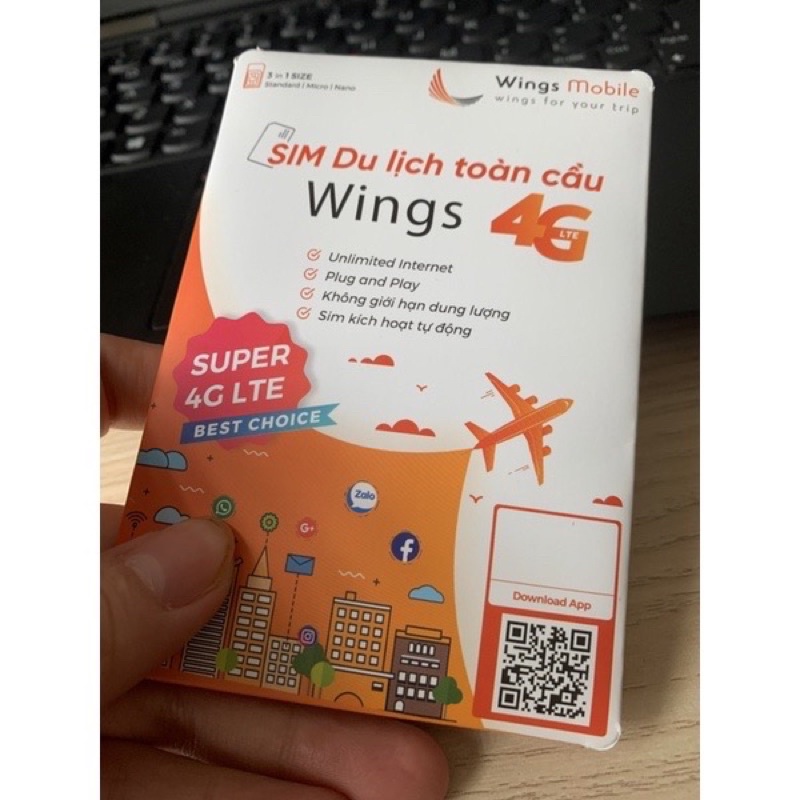 3 in 1 SIZE
Standard / Micro / Nano
Wings Mobile
wings for your trip
SIM Du lịch toàn cầu
Wings 4G
LTE
Unlimited Internet
Plug and Play
Không giới hạn dung lượng
Sim kích hoạt tự động
SUPER
4G LTE
BEST CHOICE
Zalo
G+
f
Download App